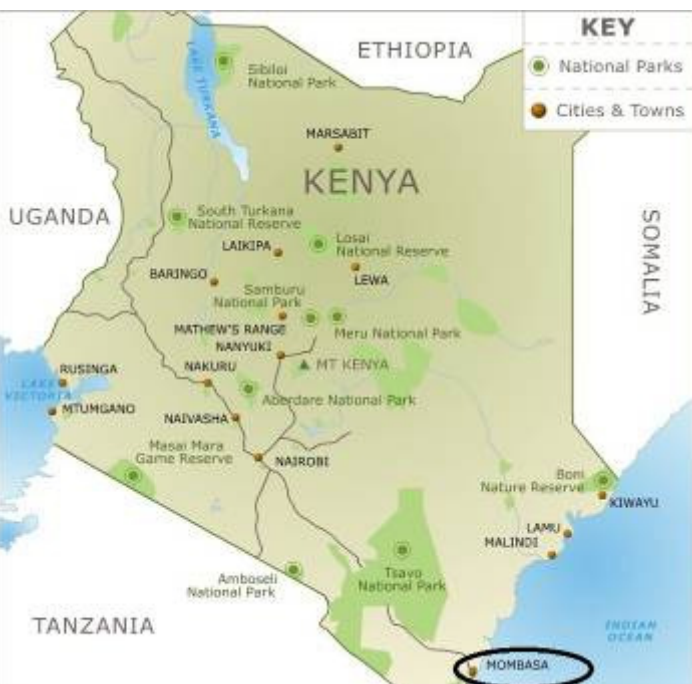 KEY
National Parks
Cities & Towns
ETHIOPIA
LAKE TURKANA
Sibiloi
National Park
MARSABIT
KENYA
UGANDA
SOMALIA
South Turkana
National Reserve
LAIKIPA
Losai
National Reserve
BARINGO
LEWA
Samburu
National Park
MATHEW'S RANGE
Meru National Park
NANYUKI
MT KENYA
NAKURU
RUSINGA
LAKE
VICTORIA
MTUMGANO
Aberdare National Park
NAIVASHA
Masai Mara
Game Reserve
NAIROBI
Boni
Nature Reserve
KIWAYU
LAMU
MALINDI
Amboseli
National Park
Tsavo
National Park
TANZANIA
INDIAN
OCEAN
MOMBASA